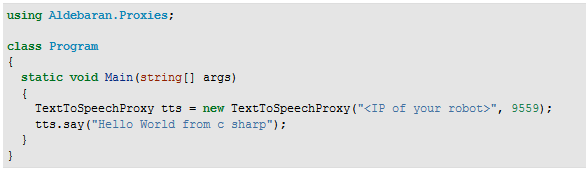 using Aldebaran.Proxies;
class Program
{
static void Main(string[] args)
{
TextToSpeechProxy tts = new TextToSpeechProxy("<IP of your robot>", 9559);
tts.say("Hello World from c sharp");
}
}